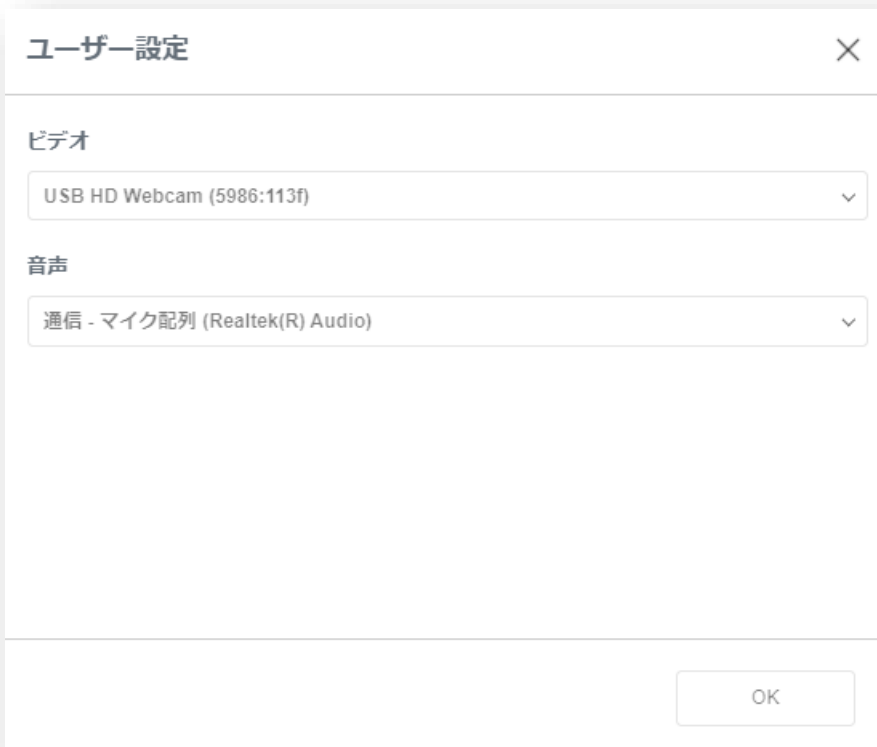 ユーザー設定
ビデオ
USB HD Webcam (5986:113f)
音声
通信 - マイク配列 (Realtek(R) Audio)
OK